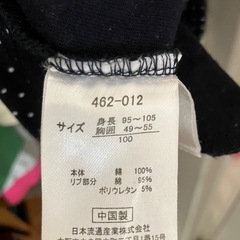 462-012
サイズ 身長 95〜105
胸囲 49〜55
100
本体 綿 100%
リブ部分 綿 95%
ポリウレタン 5%
中国製
日本流通産業株式会社